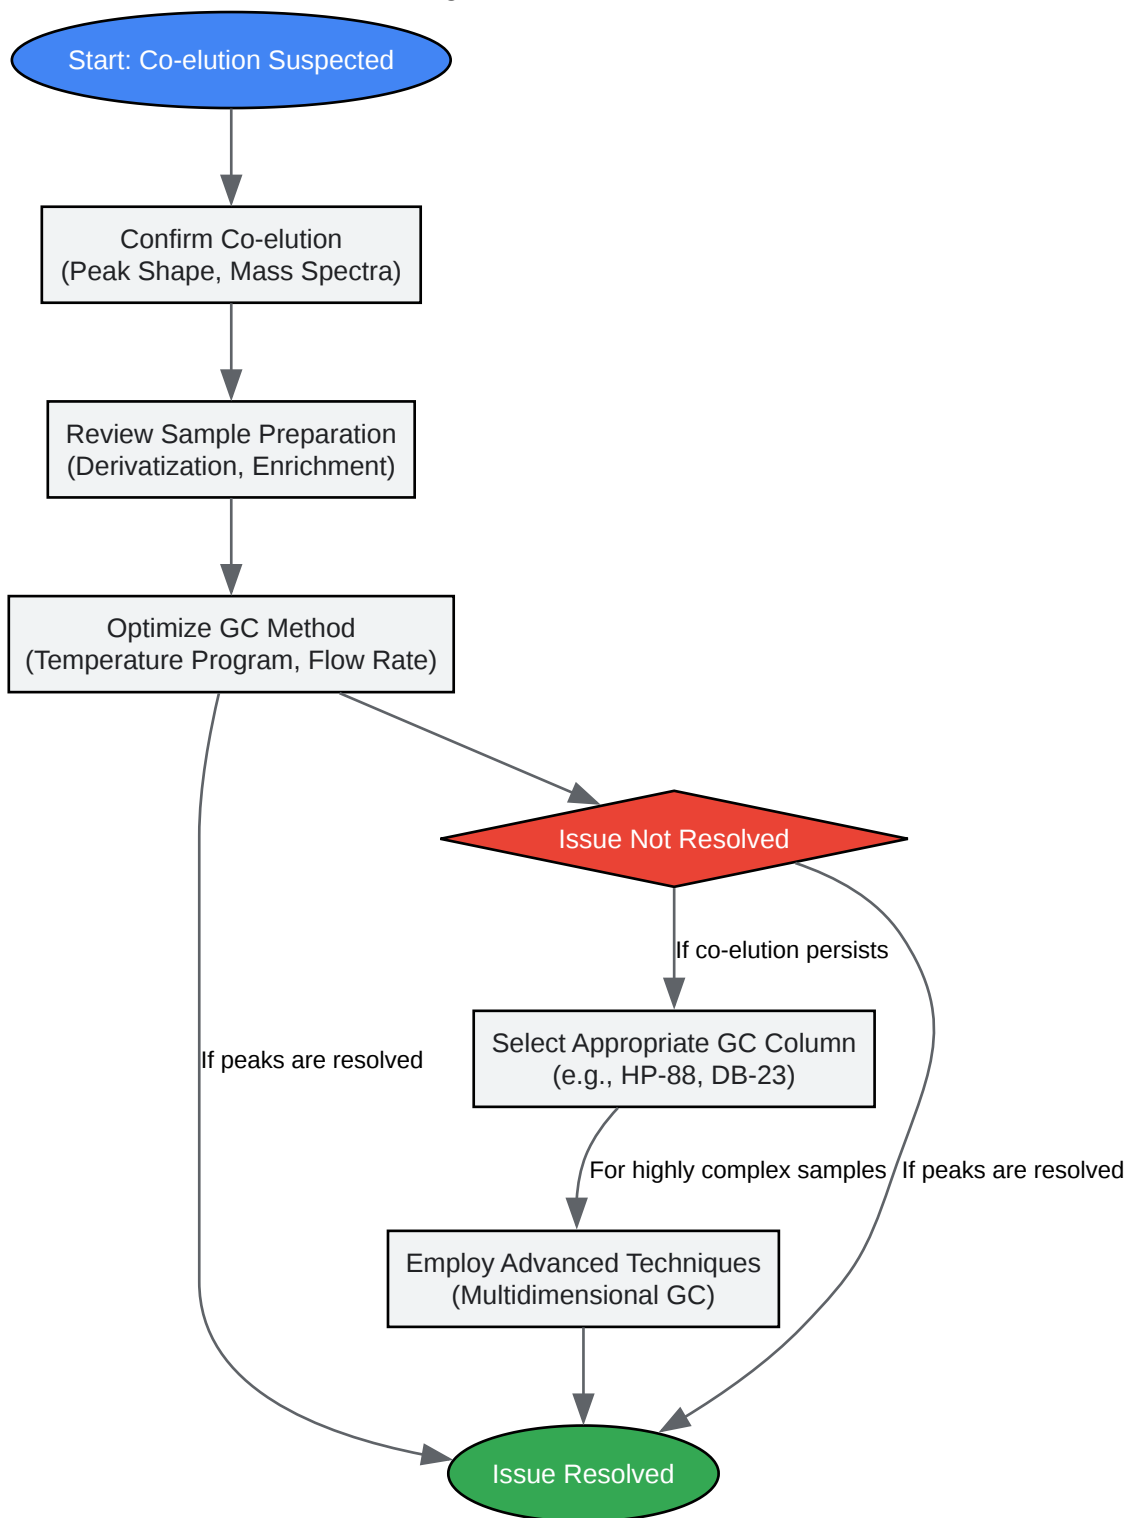 Start: Co-elution Suspected
Confirm Co-elution
(Peak Shape, Mass Spectra)
Review Sample Preparation
(Derivatization, Enrichment)
Optimize GC Method
(Temperature Program, Flow Rate)
Issue Not Resolved
If co-elution persists
Select Appropriate GC Column
(e.g., HP-88, DB-23)
If peaks are resolved
For highly complex samples
If peaks are resolved
Employ Advanced Techniques
(Multidimensional GC)
Issue Resolved